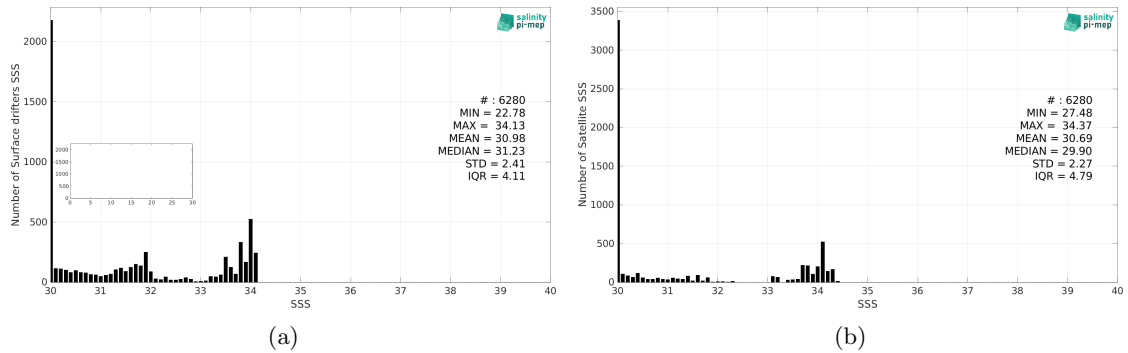 salinity
pi-mep
2000
1500
1000
500
0
Number of Surface drifters SSS
# : 6280
MIN = 22.78
MAX = 34.13
MEAN = 30.98
MEDIAN = 31.23
STD = 2.41
IQR = 4.11
2000
1500
1000
500
0
0 5 10 15 20 25 30
30 31 32 33 34 35 36 37 38 39 40
SSS
(a)
salinity
pi-mep
3500
3000
2500
2000
1500
1000
500
0
Number of Satellite SSS
# : 6280
MIN = 27.48
MAX = 34.37
MEAN = 30.69
MEDIAN = 29.90
STD = 2.27
IQR = 4.79
30 31 32 33 34 35 36 37 38 39 40
SSS
(b)